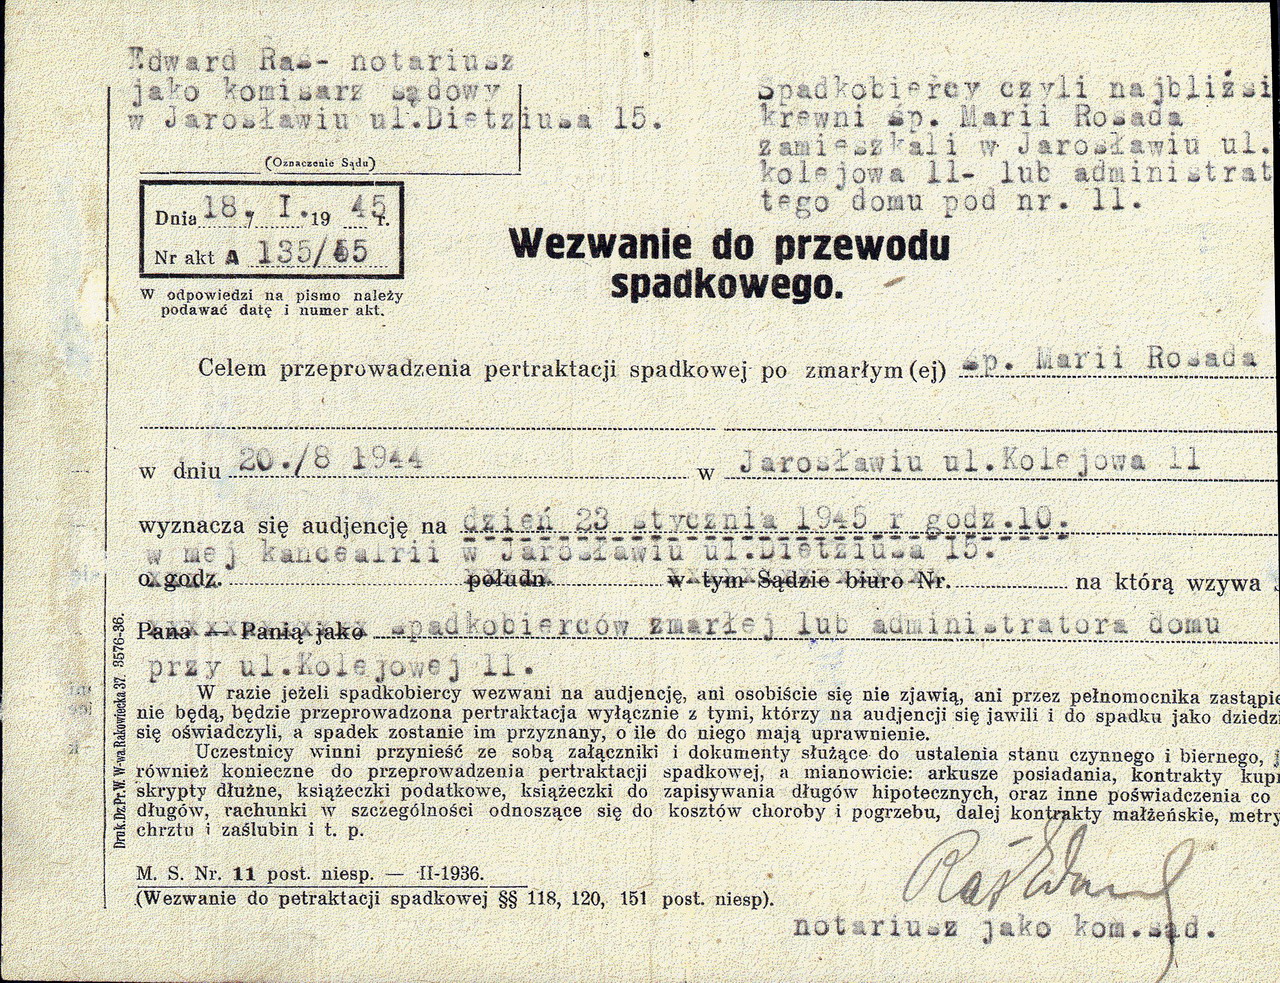 Edward Raś- notariusz
jako komisarz sądowy
w Jarosławiu ul.Dietziusa 15.
(Oznaczenie Sądu)
Spadkobiercy czyli najbliźsi
krewni śp. Marii Rosada
zamieszkali w Jarosławiu ul.
kolejowa 11- lub administrat
tego domu pod nr. 11.
Dnia 18, I. 19 45 r.
Nr akt A 135/45
W odpowiedzi na pismo należy
podawać datę i numer akt.
Wezwanie do przewodu
spadkowego.
Celem przeprowadzenia pertraktacji spadkowej po zmarłym (ej) śp. Marii Rosada
w dniu 20./8 1944 w Jarosławiu ul.Kolejowa 11
wyznacza się audjencję na dzień 23 stycznia 1945 r godz.10.
w mej kancealrii w Jarosławiu ul.Dietziusa 15.
o godz. połudn. w tym Sądzie biuro Nr. na którą wzywa
Pana — Panią jako spadkobierców zmarłej lub administratora domu
przy ul.Kolejowej 11.
W razie jeżeli spadkobiercy wezwani na audjencję, ani osobiście się nie zjawią, ani przez pełnomocnika zastąpie
nie będą, będzie przeprowadzona pertraktacja wyłącznie z tymi, którzy na audjencji się jawili i do spadku jako dziedzi
się oświadczyli, a spadek zostanie im przyznany, o ile do niego mają uprawnienie.
Uczestnicy winni przynieść ze sobą załączniki i dokumenty służące do ustalenia stanu czynnego i biernego, j
również konieczne do przeprowadzenia pertraktacji spadkowej, a mianowicie: arkusze posiadania, kontrakty kupn
skrypty dłużne, książeczki podatkowe, książeczki do zapisywania długów hipotecznych, oraz inne poświadczenia co
długów, rachunki w szczególności odnoszące się do kosztów choroby i pogrzebu, dalej kontrakty małżeńskie, metry
chrztu i zaślubin i t. p.
M. S. Nr. 11 post. niesp. — II-1936.
(Wezwanie do petraktacji spadkowej §§ 118, 120, 151 post. niesp).
Raś Edward
notariusz jako kom.sąd.
Druk.Dz.Pr.W. W-wa.Rakowiecka 37. 3576-36.